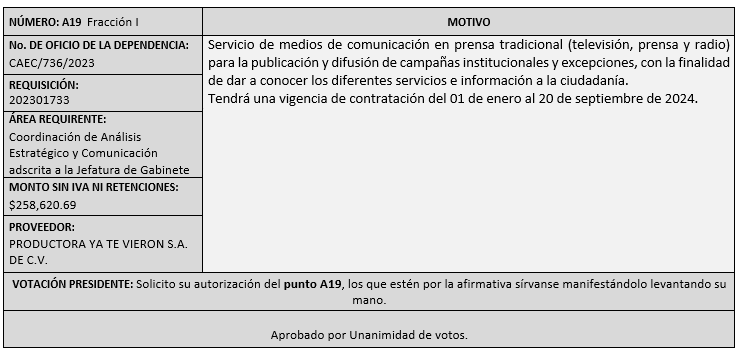 NÚMERO: A19 Fracción I
MOTIVO
No. DE OFICIO DE LA DEPENDENCIA:
CAEC/736/2023
REQUISICIÓN:
202301733
ÁREA REQUIRENTE:
Coordinación de Análisis
Estratégico y Comunicación
adscrita a la Jefatura de Gabinete
MONTO SIN IVA NI RETENCIONES:
$258,620.69
PROVEEDOR:
PRODUCTORA YA TE VIERON S.A.
DE C.V.
Servicio de medios de comunicación en prensa tradicional (televisión, prensa y radio)
para la publicación y difusión de campañas institucionales y excepciones, con la finalidad
de dar a conocer los diferentes servicios e información a la ciudadanía.
Tendrá una vigencia de contratación del 01 de enero al 20 de septiembre de 2024.
VOTACIÓN PRESIDENTE: Solicito su autorización del punto A19, los que estén por la afirmativa sírvanse manifestándolo levantando su
mano.
Aprobado por Unanimidad de votos.